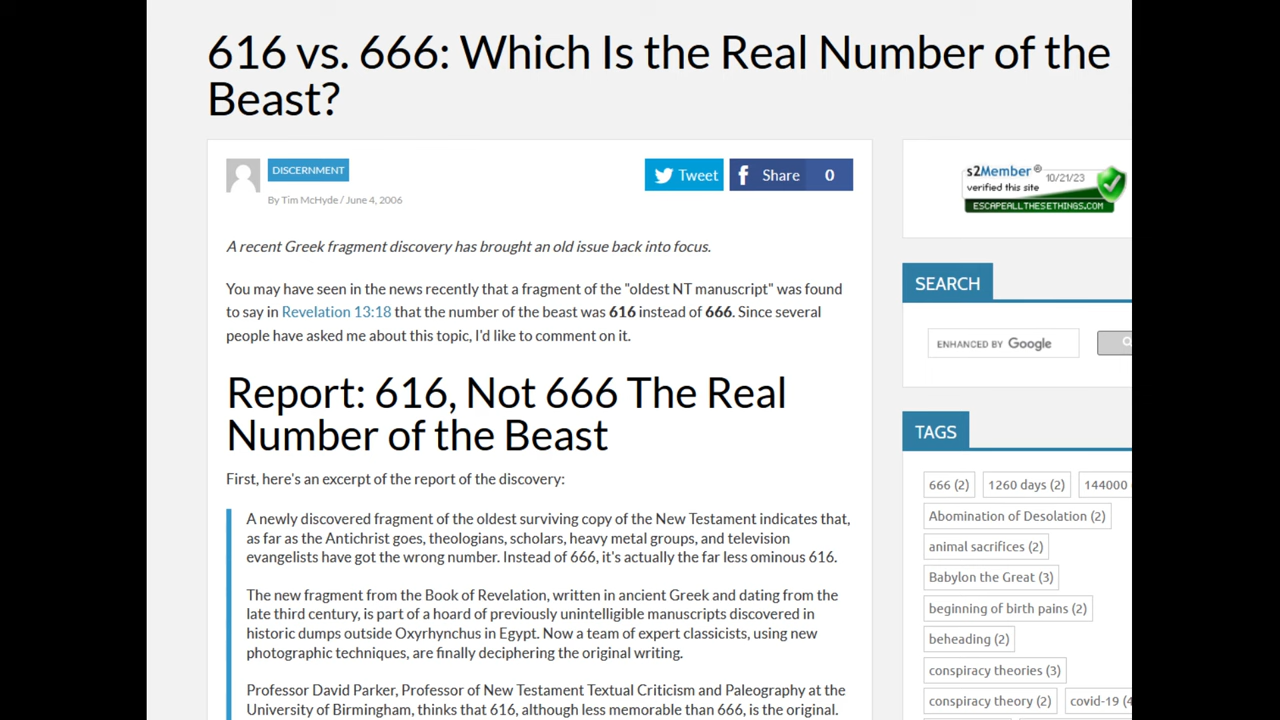 616 vs. 666: Which Is the Real Number of the
Beast?
DISCERNMENT
By Tim McHyde / June 4, 2006
Tweet
Share 0
A recent Greek fragment discovery has brought an old issue back into focus.
You may have seen in the news recently that a fragment of the "oldest NT manuscript" was found
to say in Revelation 13:18 that the number of the beast was 616 instead of 666. Since several
people have asked me about this topic, I'd like to comment on it.
Report: 616, Not 666 The Real
Number of the Beast
First, here's an excerpt of the report of the discovery:
A newly discovered fragment of the oldest surviving copy of the New Testament indicates that,
as far as the Antichrist goes, theologians, scholars, heavy metal groups, and television
evangelists have got the wrong number. Instead of 666, it's actually the far less ominous 616.
The new fragment from the Book of Revelation, written in ancient Greek and dating from the
late third century, is part of a hoard of previously unintelligible manuscripts discovered in
historic dumps outside Oxyrhynchus in Egypt. Now a team of expert classicists, using new
photographic techniques, are finally deciphering the original writing.
Professor David Parker, Professor of New Testament Textual Criticism and Paleography at the
University of Birmingham, thinks that 616, although less memorable than 666, is the original.
s2Member®
verified this site
10/21/23
ESCAPEALLTHESETHINGS.COM
SEARCH
ENHANCED BY Google
TAGS
666 (2)
1260 days (2)
144000
Abomination of Desolation (2)
animal sacrifices (2)
Babylon the Great (3)
beginning of birth pains (2)
beheading (2)
conspiracy theories (3)
conspiracy theory (2)
covid-19 (4